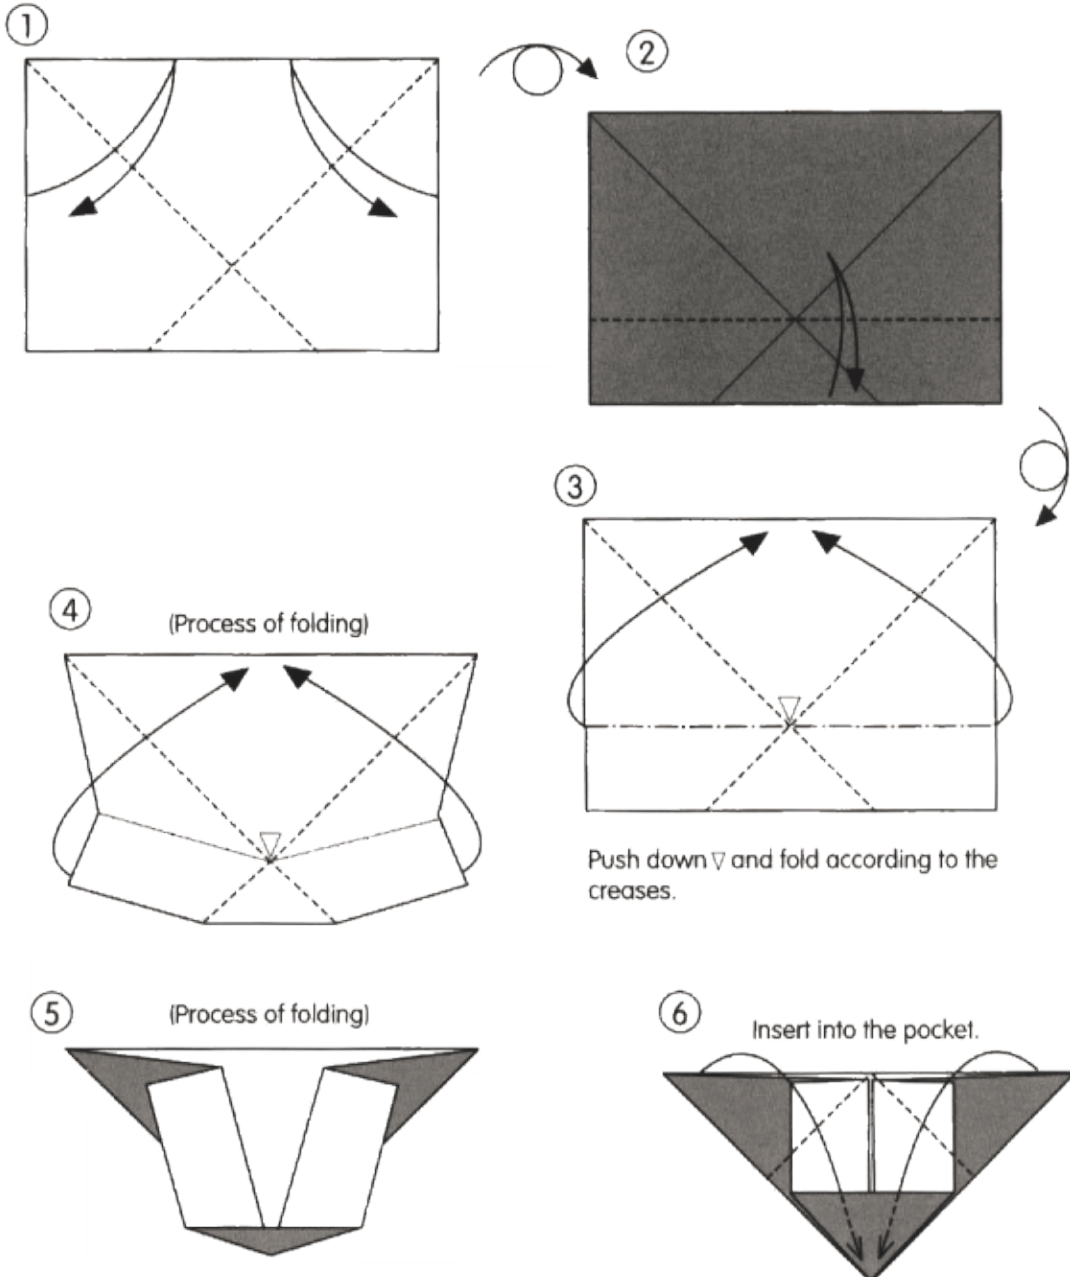 1
2
3
Push down ▽ and fold according to the
creases.
4
(Process of folding)
5
(Process of folding)
6
Insert into the pocket.